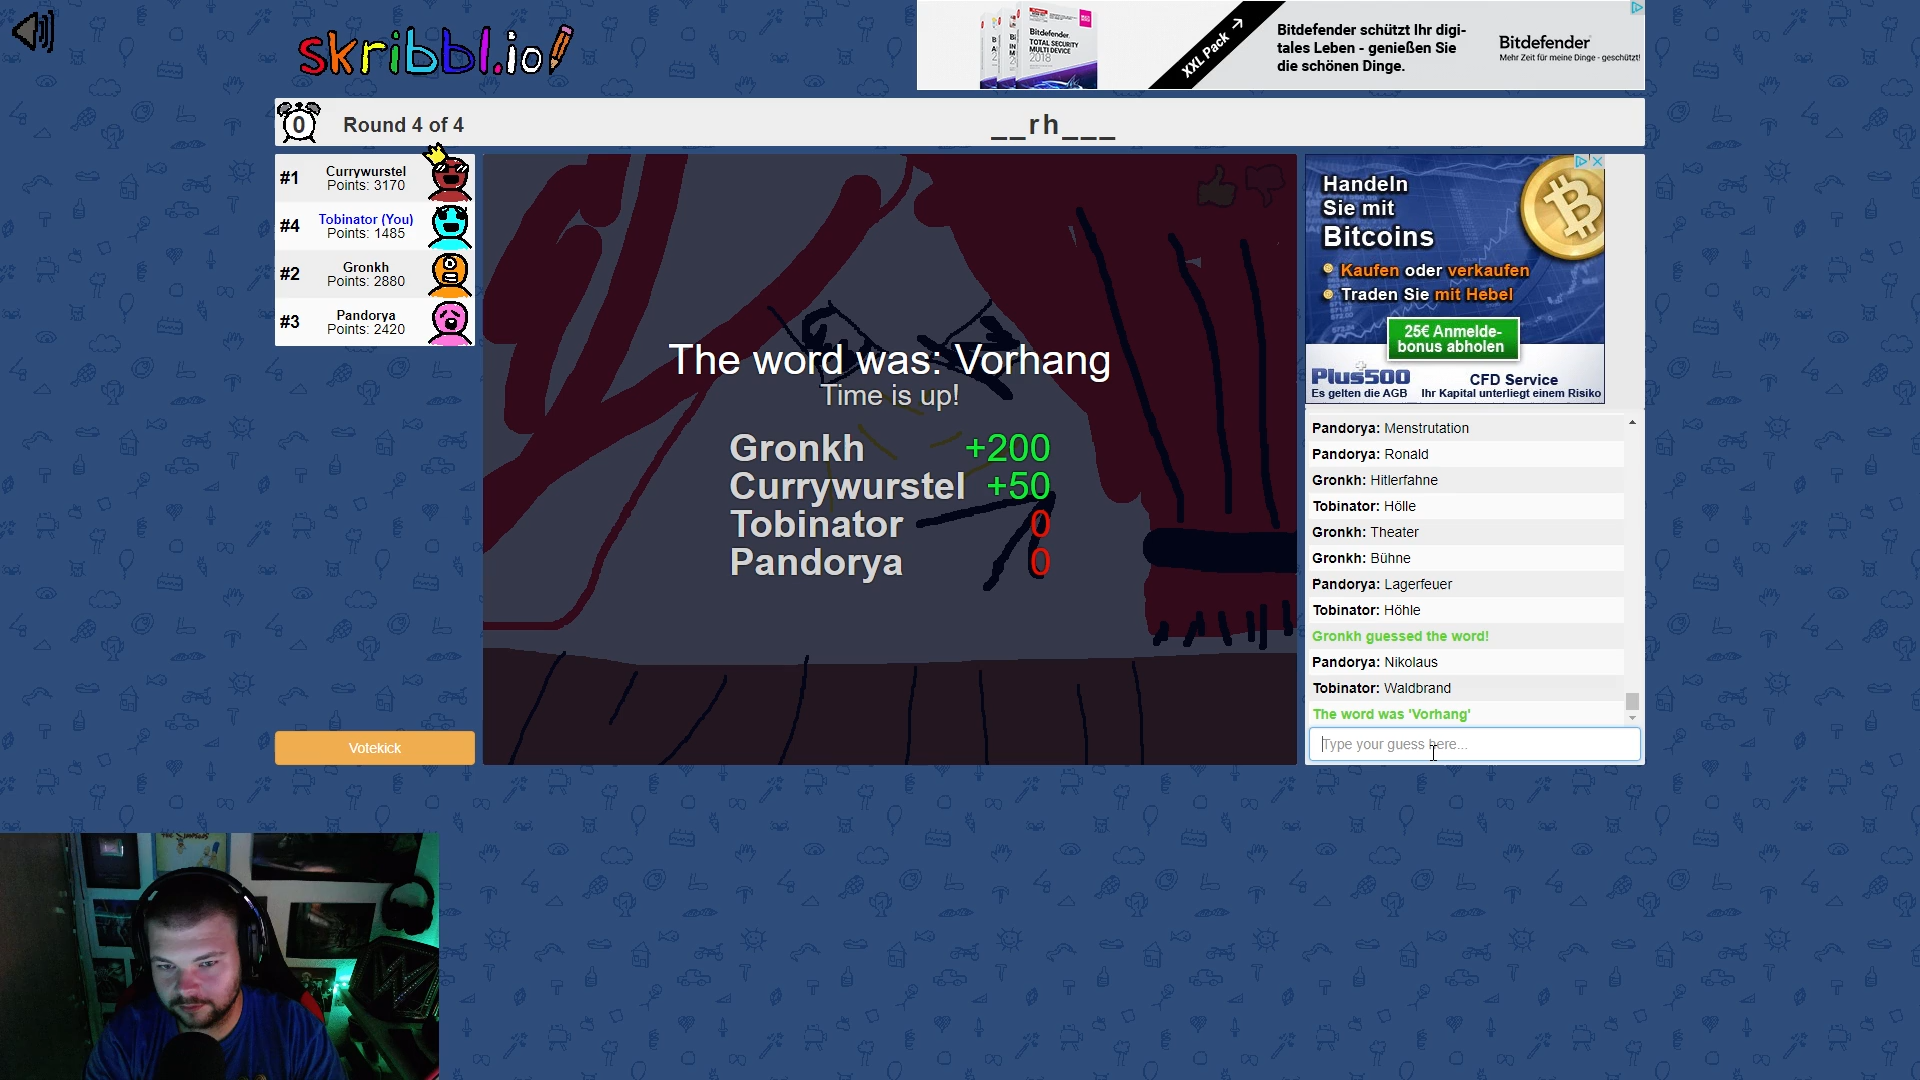 skribbl.io
Bitdefender
TOTAL SECURITY
MULTI DEVICE
2018
XXL Pack
Bitdefender schützt Ihr digi-
tales Leben - genießen Sie
die schönen Dinge.
Bitdefender
Mehr Zeit für meine Dinge - geschützt!
0
Round 4 of 4
__rh___
#1
Currywurstel
Points: 3170
#4
Tobinator (You)
Points: 1485
#2
Gronkh
Points: 2880
#3
Pandorya
Points: 2420
Votekick
The word was: Vorhang
Time is up!
Gronkh +200
Currywurstel +50
Tobinator 0
Pandorya 0
Handeln
Sie mit
Bitcoins
Kaufen oder verkaufen
Traden Sie mit Hebel
25€ Anmelde-
bonus abholen
Plus500
CFD Service
Es gelten die AGB Ihr Kapital unterliegt einem Risiko
Pandorya: Menstrutation
Pandorya: Ronald
Gronkh: Hitlerfahne
Tobinator: Hölle
Gronkh: Theater
Gronkh: Bühne
Pandorya: Lagerfeuer
Tobinator: Höhle
Gronkh guessed the word!
Pandorya: Nikolaus
Tobinator: Waldbrand
The word was 'Vorhang'
Type your guess here...